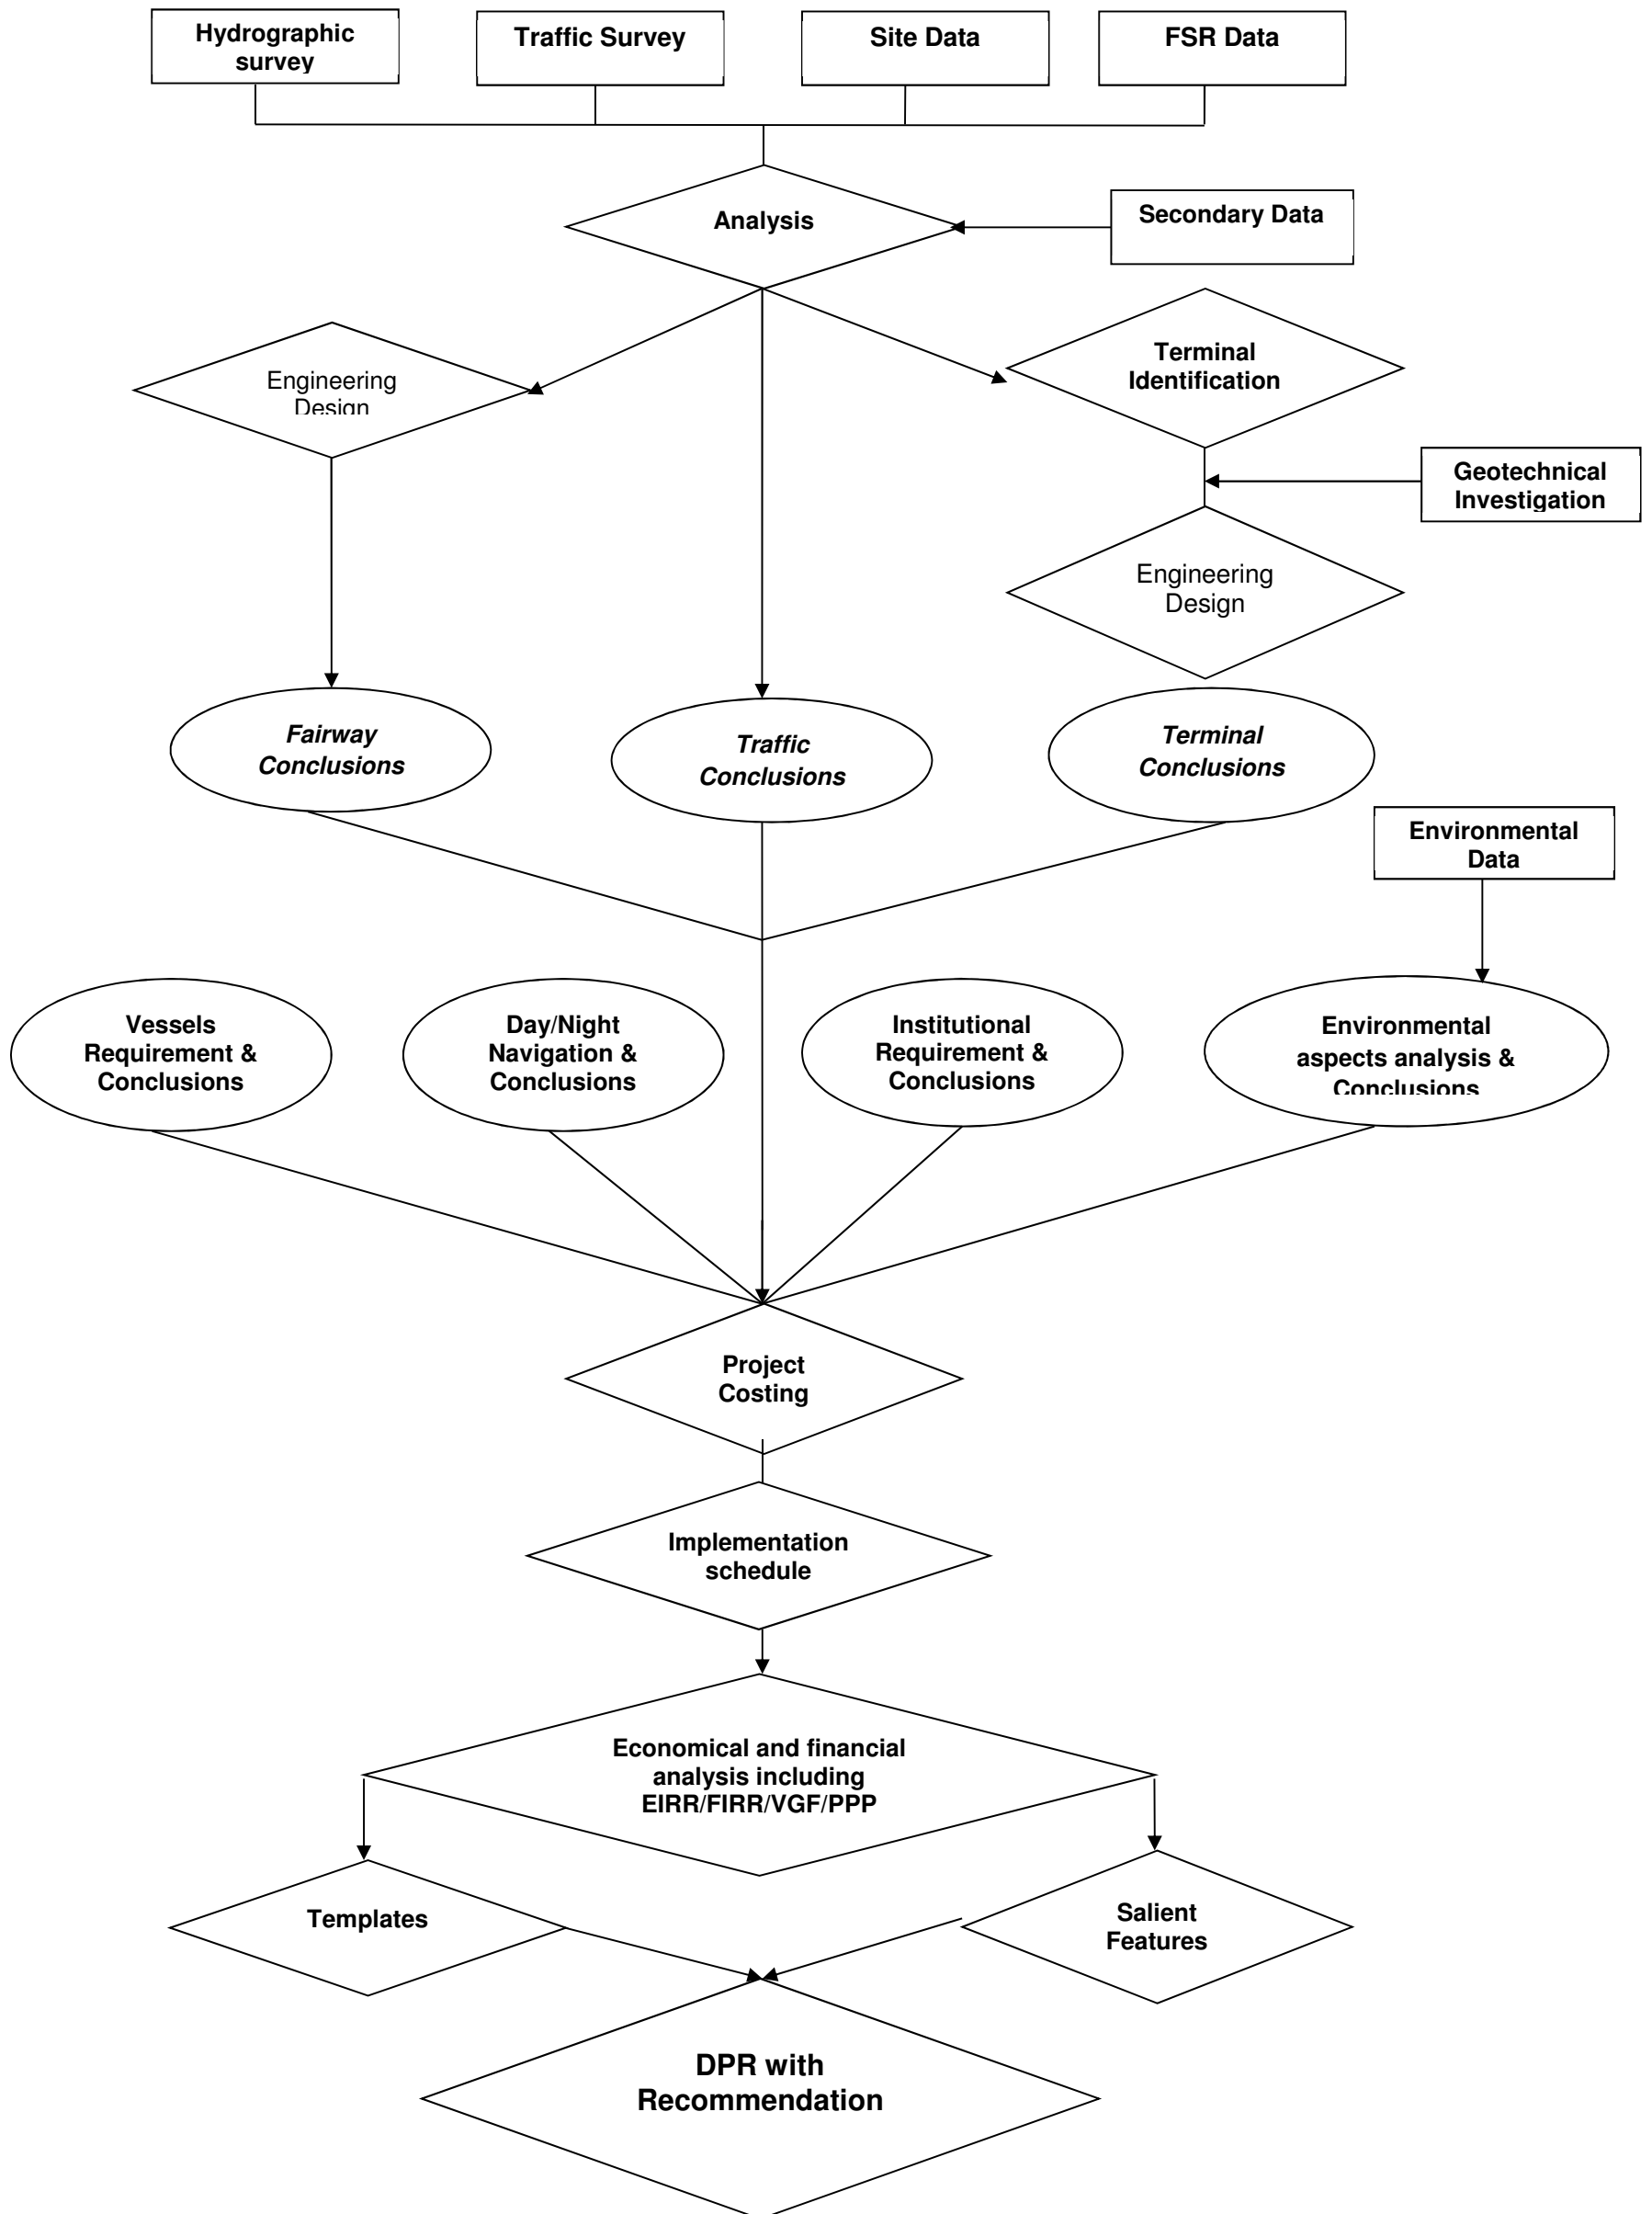 Hydrographic
survey
Traffic Survey
Site Data
FSR Data
Analysis
Secondary Data
Engineering
Design
Terminal
Identification
Geotechnical
Investigation
Engineering
Design
Fairway
Conclusions
Traffic
Conclusions
Terminal
Conclusions
Environmental
Data
Vessels
Requirement &
Conclusions
Day/Night
Navigation &
Conclusions
Institutional
Requirement &
Conclusions
Environmental
aspects analysis &
Conclusions
Project
Costing
Implementation
schedule
Economical and financial
analysis including
EIRR/FIRR/VGF/PPP
Templates
Salient
Features
DPR with
Recommendation